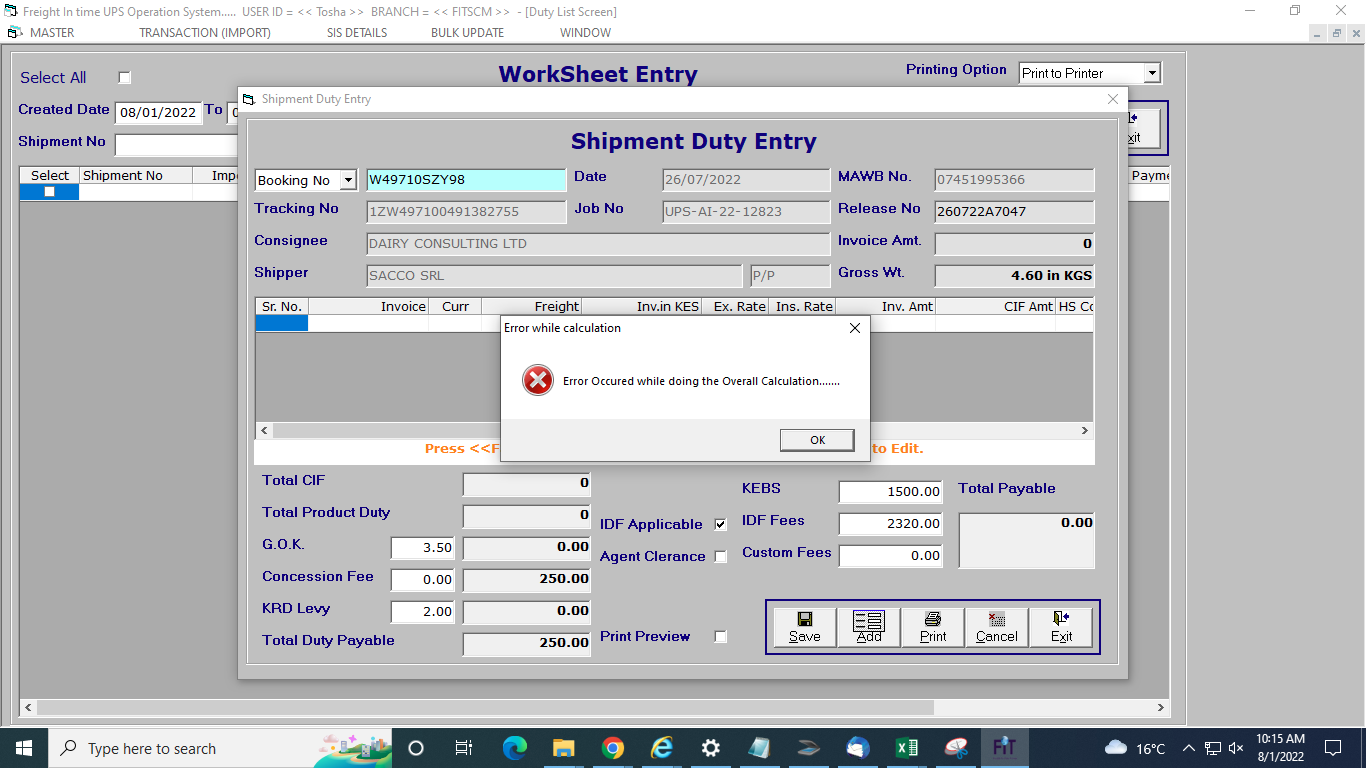 Freight In time UPS Operation System..... USER ID = << Tosha >> BRANCH = << FITSCM >> - [Duty List Screen]
MASTER TRANSACTION (IMPORT) SIS DETAILS BULK UPDATE WINDOW
Select All WorkSheet Entry Printing Option Print to Printer
Created Date 08/01/2022 To
Shipment No
Select Shipment No Payme
Shipment Duty Entry
Shipment Duty Entry
Booking No W49710SZY98 Date 26/07/2022 MAWB No. 07451995366
Tracking No 1ZW497100491382755 Job No UPS-AI-22-12823 Release No 260722A7047
Consignee DAIRY CONSULTING LTD Invoice Amt. 0
Shipper SACCO SRL P/P Gross Wt. 4.60 in KGS
Sr. No. Invoice Curr Freight Inv.in KES Ex. Rate Ins. Rate Inv. Amt CIF Amt HS Co
Error while calculation
Error Occured while doing the Overall Calculation.......
OK
Press <<F to Edit.
Total CIF 0 KEBS 1500.00 Total Payable
Total Product Duty 0 IDF Applicable IDF Fees 2320.00 0.00
G.O.K. 3.50 0.00 Agent Clerance Custom Fees 0.00
Concession Fee 0.00 250.00
KRD Levy 2.00 0.00
Total Duty Payable 250.00 Print Preview
Save Add Print Cancel Exit
Type here to search FiT 16°C 10:15 AM
8/1/2022